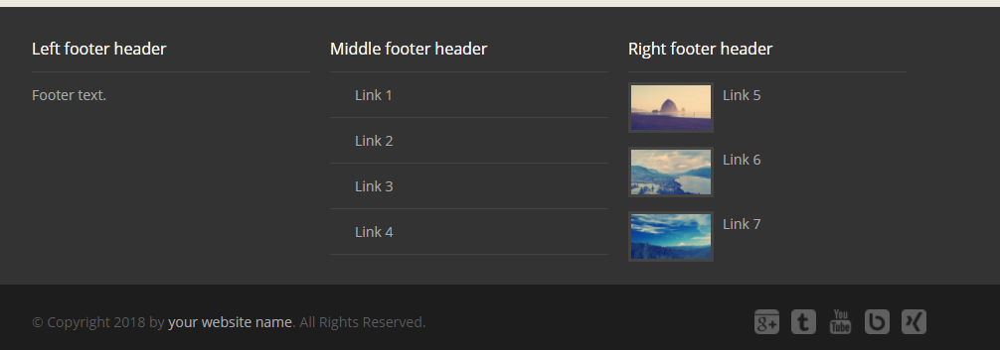 Left footer header
Footer text.
Middle footer header
Link 1
Link 2
Link 3
Link 4
Right footer header
Link 5
Link 6
Link 7
© Copyright 2018 by your website name. All Rights Reserved.
g+ t You Tube b X